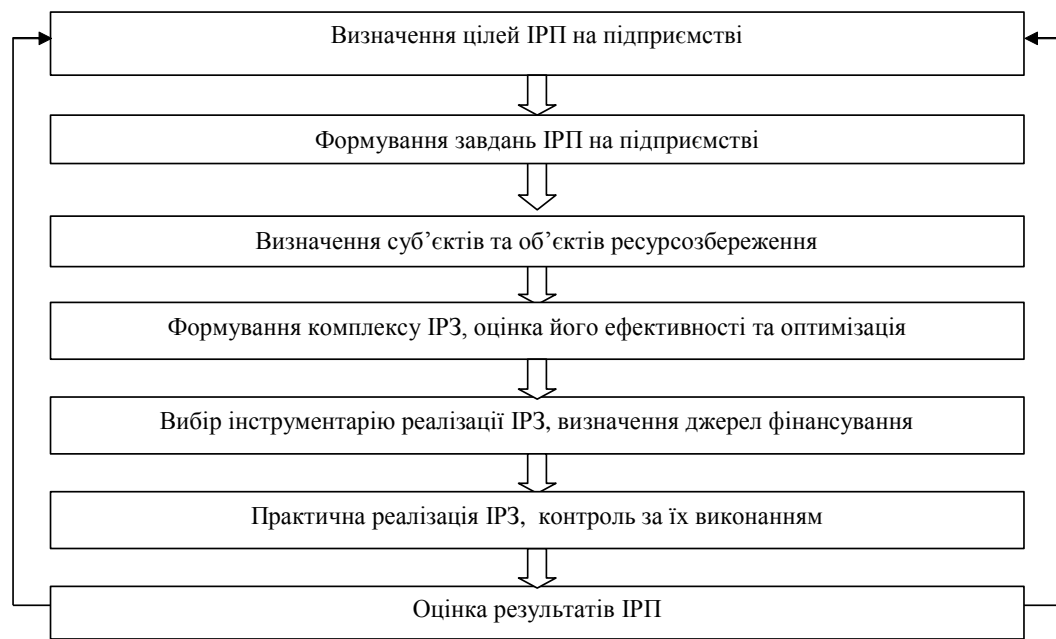 Визначення цілей ІРП на підприємстві
Формування завдань ІРП на підприємстві
Визначення суб’єктів та об’єктів ресурсозбереження
Формування комплексу ІРЗ, оцінка його ефективності та оптимізація
Вибір інструментарію реалізації ІРЗ, визначення джерел фінансування
Практична реалізація ІРЗ, контроль за їх виконанням
Оцінка результатів ІРП